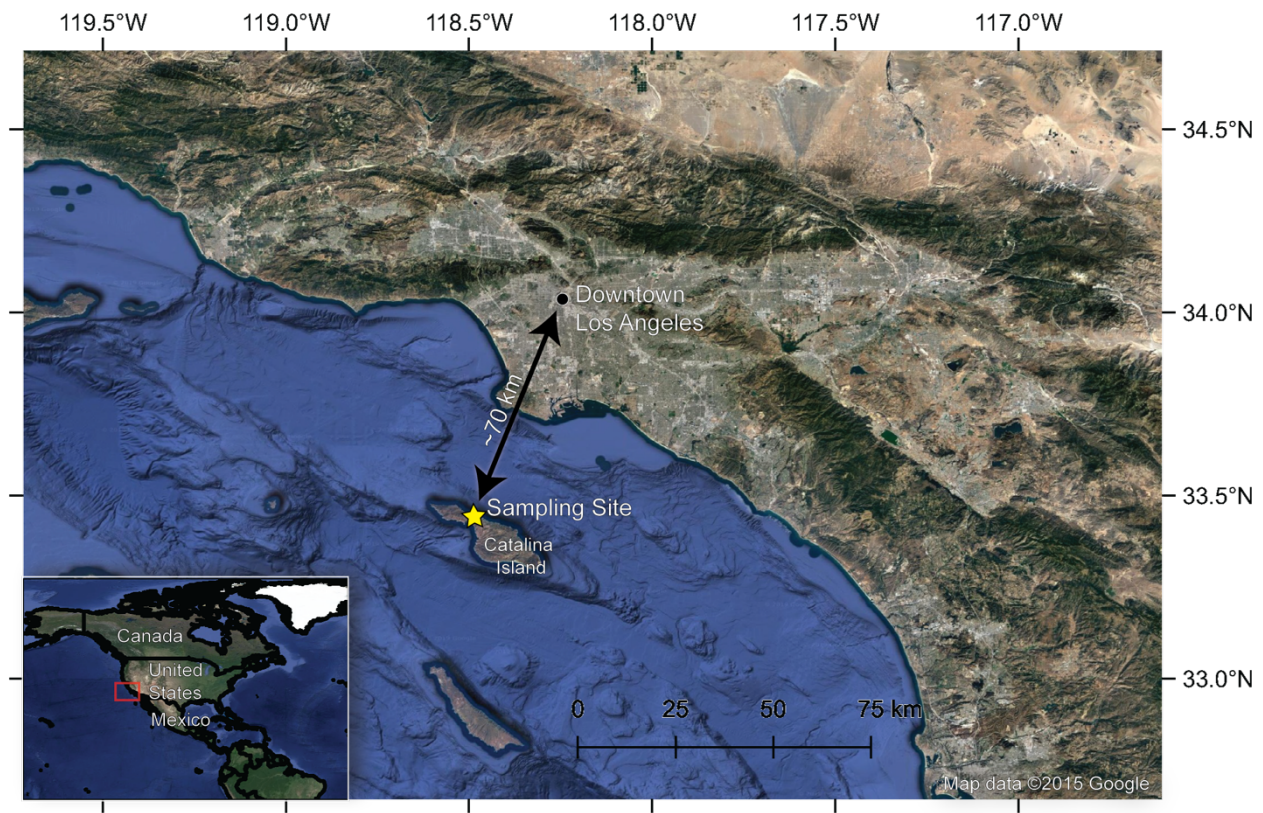 119.5°W 119.0°W 118.5°W 118.0°W 117.5°W 117.0°W
34.5°N
Downtown
Los Angeles
34.0°N
~70 km
33.5°N
Sampling Site
Catalina
Island
Canada
United
States
Mexico
33.0°N
0 25 50 75 km
Map data ©2015 Google